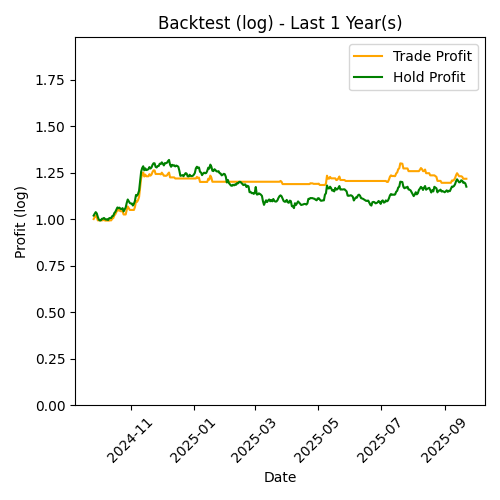 Backtest (log) - Last 1 Year(s)
Trade Profit
Hold Profit
Profit (log)
1.75
1.50
1.25
1.00
0.75
0.50
0.25
0.00
2024-11
2025-01
2025-03
2025-05
2025-07
2025-09
Date